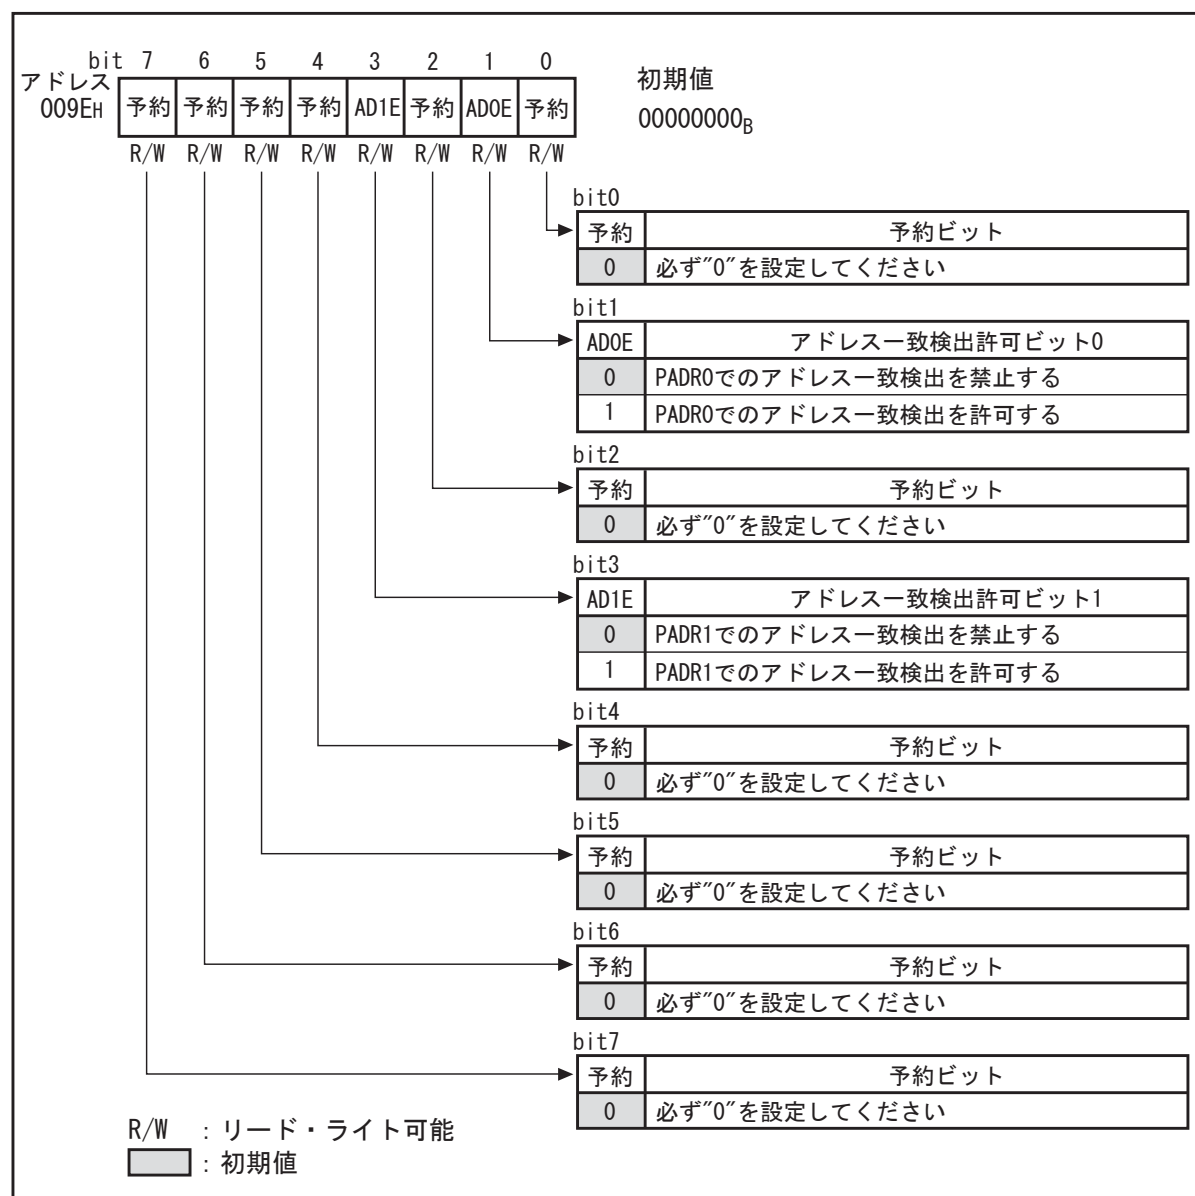 bit 7 6 5 4 3 2 1 0
アドレス
009EH 予約 予約 予約 予約 AD1E 予約 AD0E 予約
R/W R/W R/W R/W R/W R/W R/W R/W
初期値
00000000B
bit0
予約 予約ビット
0 必ず"0"を設定してください
bit1
AD0E アドレス一致検出許可ビット0
0 PADR0でのアドレス一致検出を禁止する
1 PADR0でのアドレス一致検出を許可する
bit2
予約 予約ビット
0 必ず"0"を設定してください
bit3
AD1E アドレス一致検出許可ビット1
0 PADR1でのアドレス一致検出を禁止する
1 PADR1でのアドレス一致検出を許可する
bit4
予約 予約ビット
0 必ず"0"を設定してください
bit5
予約 予約ビット
0 必ず"0"を設定してください
bit6
予約 予約ビット
0 必ず"0"を設定してください
bit7
予約 予約ビット
0 必ず"0"を設定してください
R/W : リード・ライト可能
: 初期値